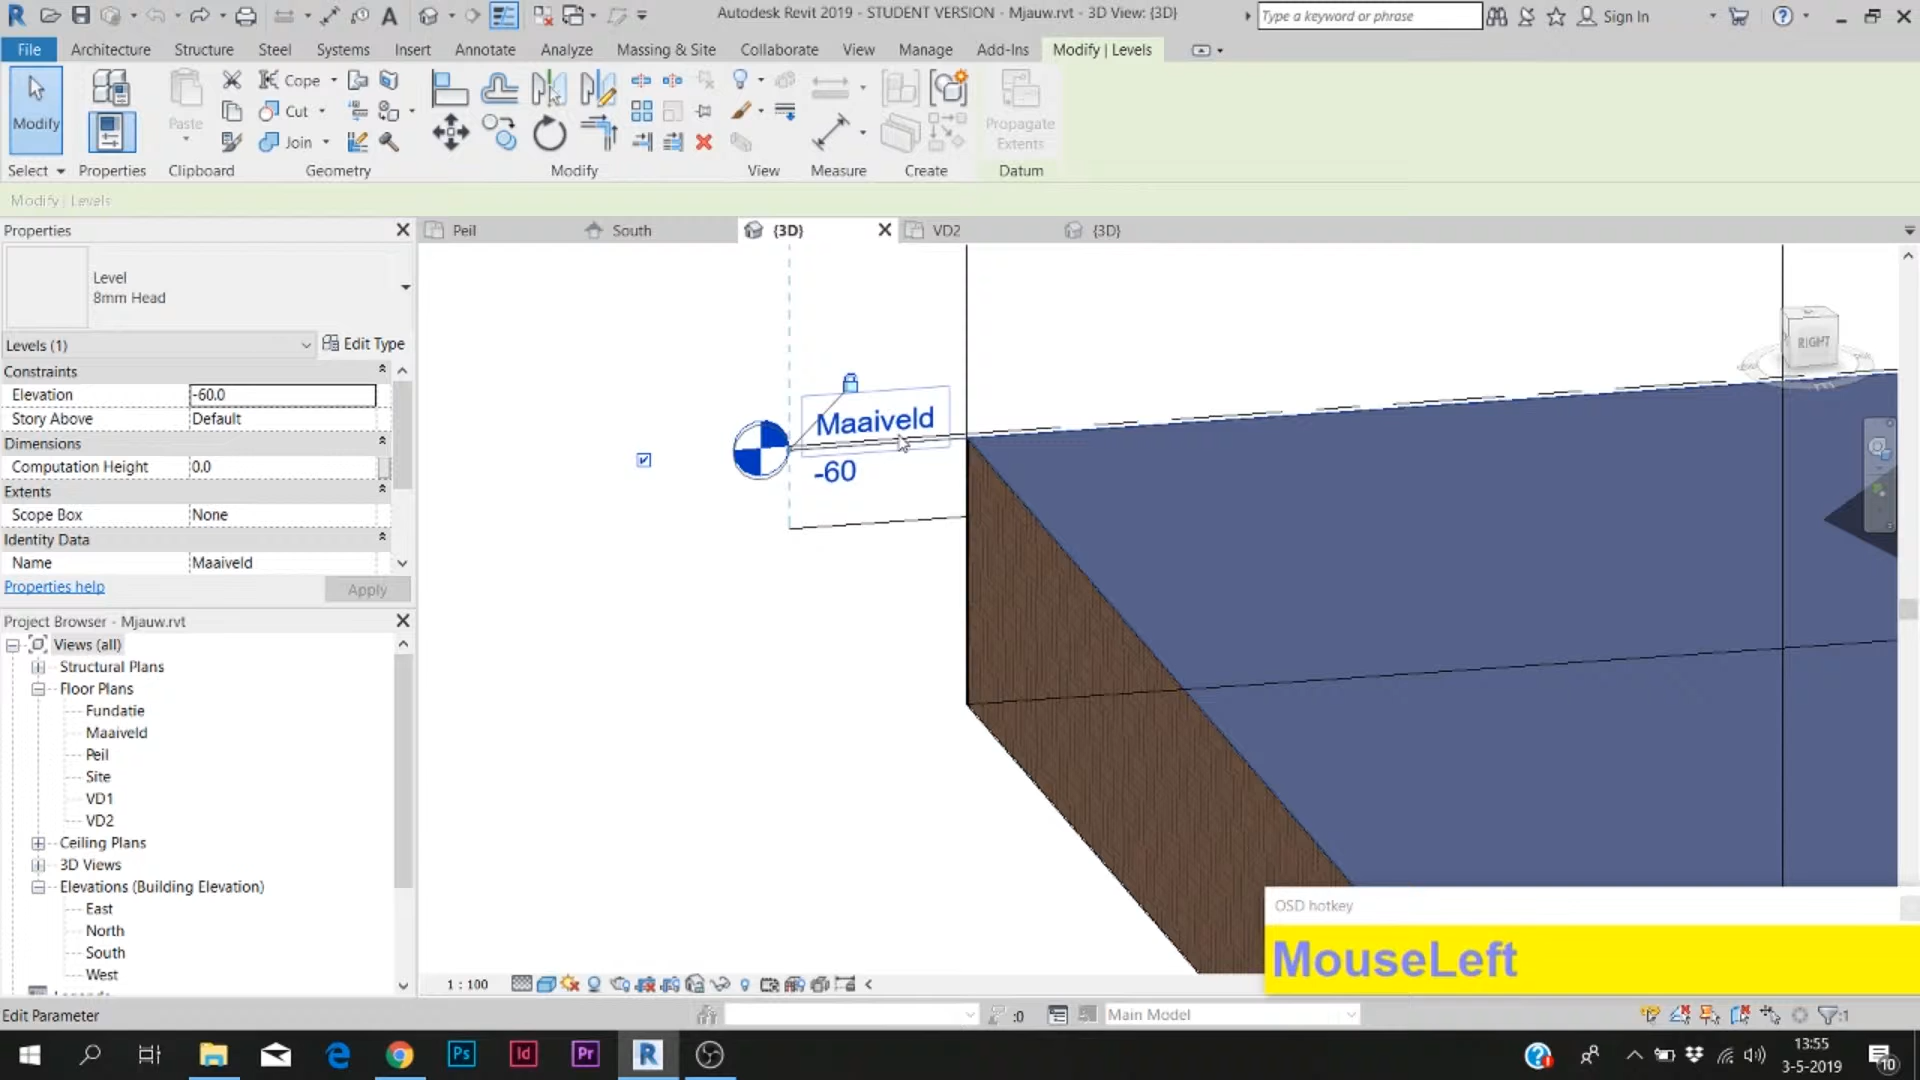 Autodesk Revit 2019 - STUDENT VERSION - Mjauw.rvt - 3D View: {3D}
Type a keyword or phrase
Sign In
File
Architecture
Structure
Steel
Systems
Insert
Annotate
Analyze
Massing & Site
Collaborate
View
Manage
Add-Ins
Modify | Levels
Modify
Paste
Cope
Cut
Join
Propagate
Extents
Select
Properties
Clipboard
Geometry
Modify
View
Measure
Create
Datum
Modify | Levels
Properties
Peil
South
{3D}
VD2
{3D}
Level
8mm Head
Levels (1)
Edit Type
Constraints
Elevation
-60.0
Story Above
Default
Dimensions
Computation Height
0.0
Extents
Scope Box
None
Identity Data
Name
Maaiveld
Properties help
Apply
Maaiveld
-60
RIGHT
Project Browser - Mjauw.rvt
Views (all)
Structural Plans
Floor Plans
Fundatie
Maaiveld
Peil
Site
VD1
VD2
Ceiling Plans
3D Views
Elevations (Building Elevation)
East
North
South
West
OSD hotkey
MouseLeft
1 : 100
Edit Parameter
:0
Main Model
:1
Ps
Id
Pr
R
13:55
3-5-2019
10